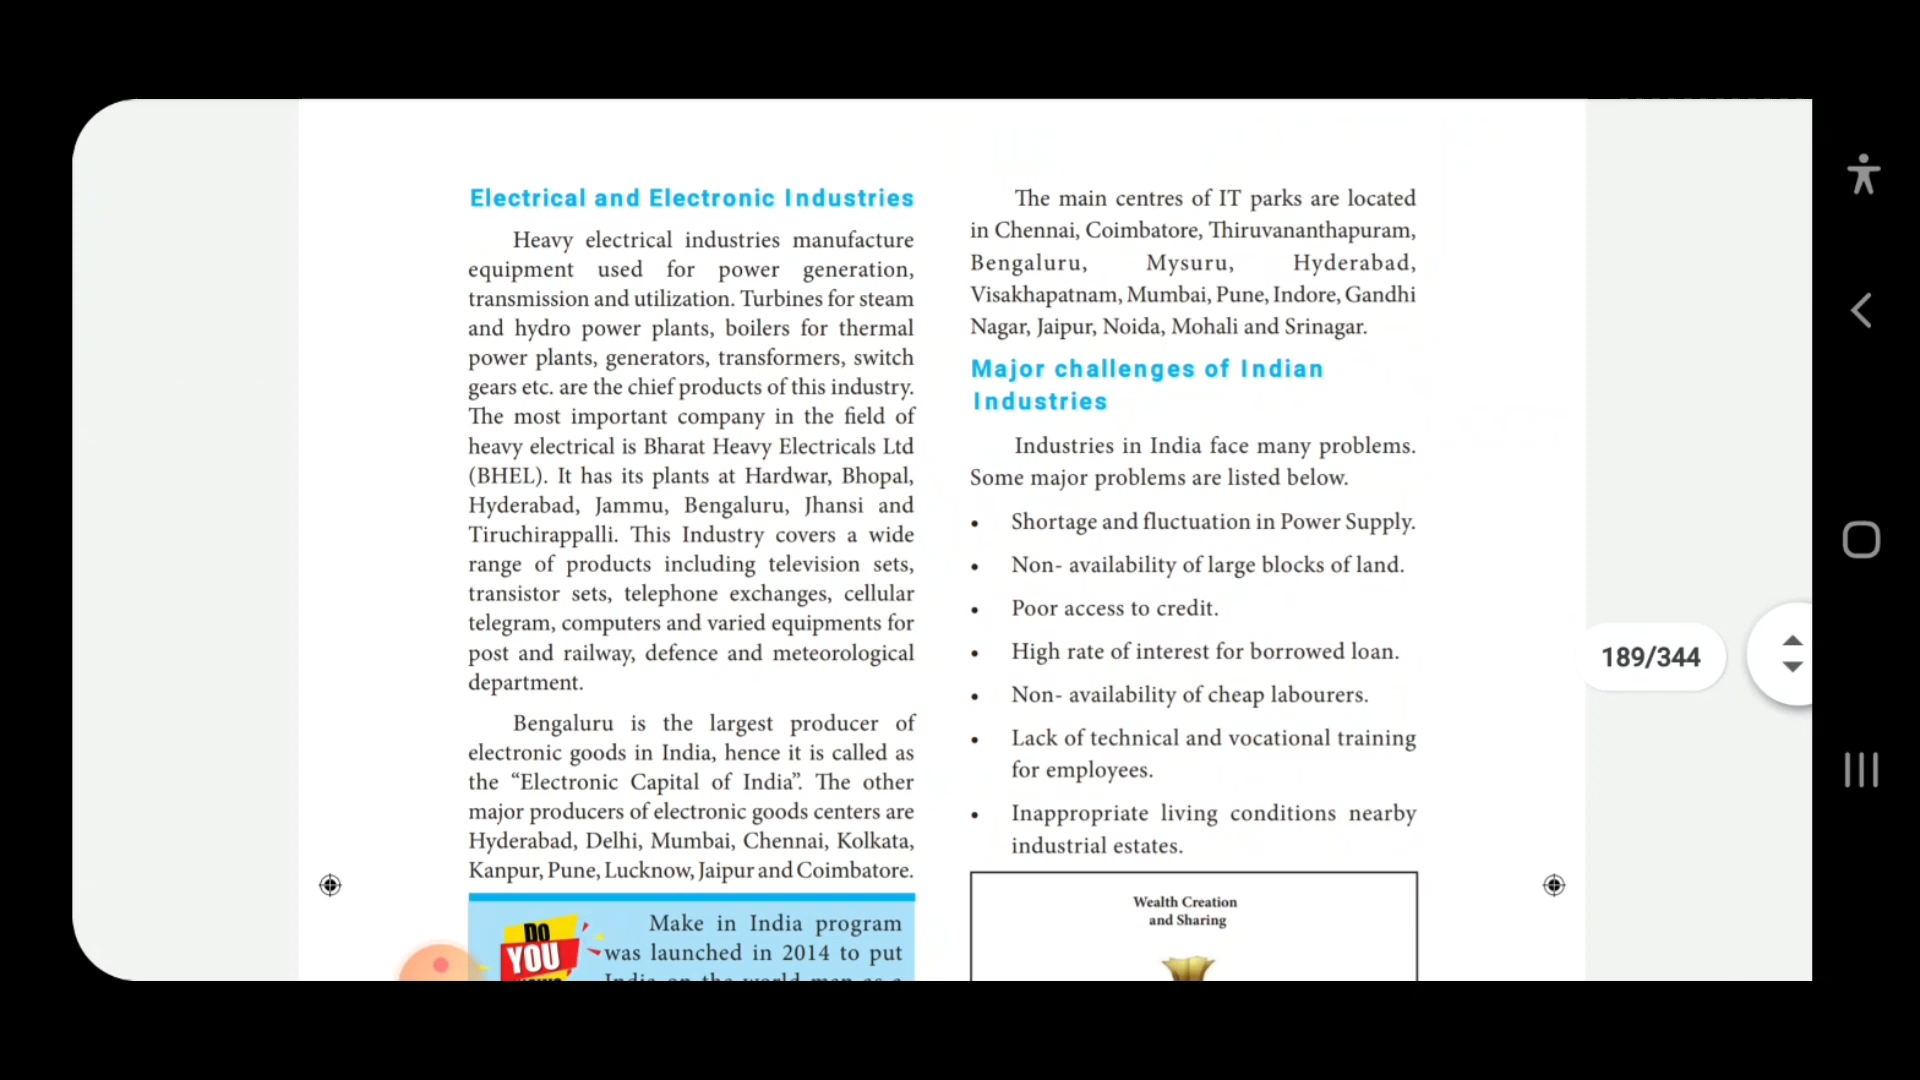 Electrical and Electronic Industries
Heavy electrical industries manufacture
equipment used for power generation,
transmission and utilization. Turbines for steam
and hydro power plants, boilers for thermal
power plants, generators, transformers, switch
gears etc. are the chief products of this industry.
The most important company in the field of
heavy electrical is Bharat Heavy Electricals Ltd
(BHEL). It has its plants at Hardwar, Bhopal,
Hyderabad, Jammu, Bengaluru, Jhansi and
Tiruchirappalli. This Industry covers a wide
range of products including television sets,
transistor sets, telephone exchanges, cellular
telegram, computers and varied equipments for
post and railway, defence and meteorological
department.
Bengaluru is the largest producer of
electronic goods in India, hence it is called as
the “Electronic Capital of India”. The other
major producers of electronic goods centers are
Hyderabad, Delhi, Mumbai, Chennai, Kolkata,
Kanpur, Pune, Lucknow, Jaipur and Coimbatore.
DO
YOU
Make in India program
was launched in 2014 to put
India on the world map as a
The main centres of IT parks are located
in Chennai, Coimbatore, Thiruvananthapuram,
Bengaluru, Mysuru, Hyderabad,
Visakhapatnam, Mumbai, Pune, Indore, Gandhi
Nagar, Jaipur, Noida, Mohali and Srinagar.
Major challenges of Indian
Industries
Industries in India face many problems.
Some major problems are listed below.
• Shortage and fluctuation in Power Supply.
• Non- availability of large blocks of land.
• Poor access to credit.
• High rate of interest for borrowed loan.
• Non- availability of cheap labourers.
• Lack of technical and vocational training
for employees.
• Inappropriate living conditions nearby
industrial estates.
Wealth Creation
and Sharing
189/344